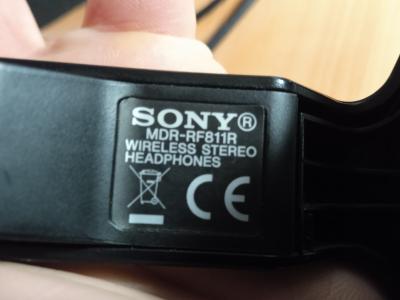 SONY®
MDR-RF811R
WIRELESS STEREO
HEADPHONES
CE